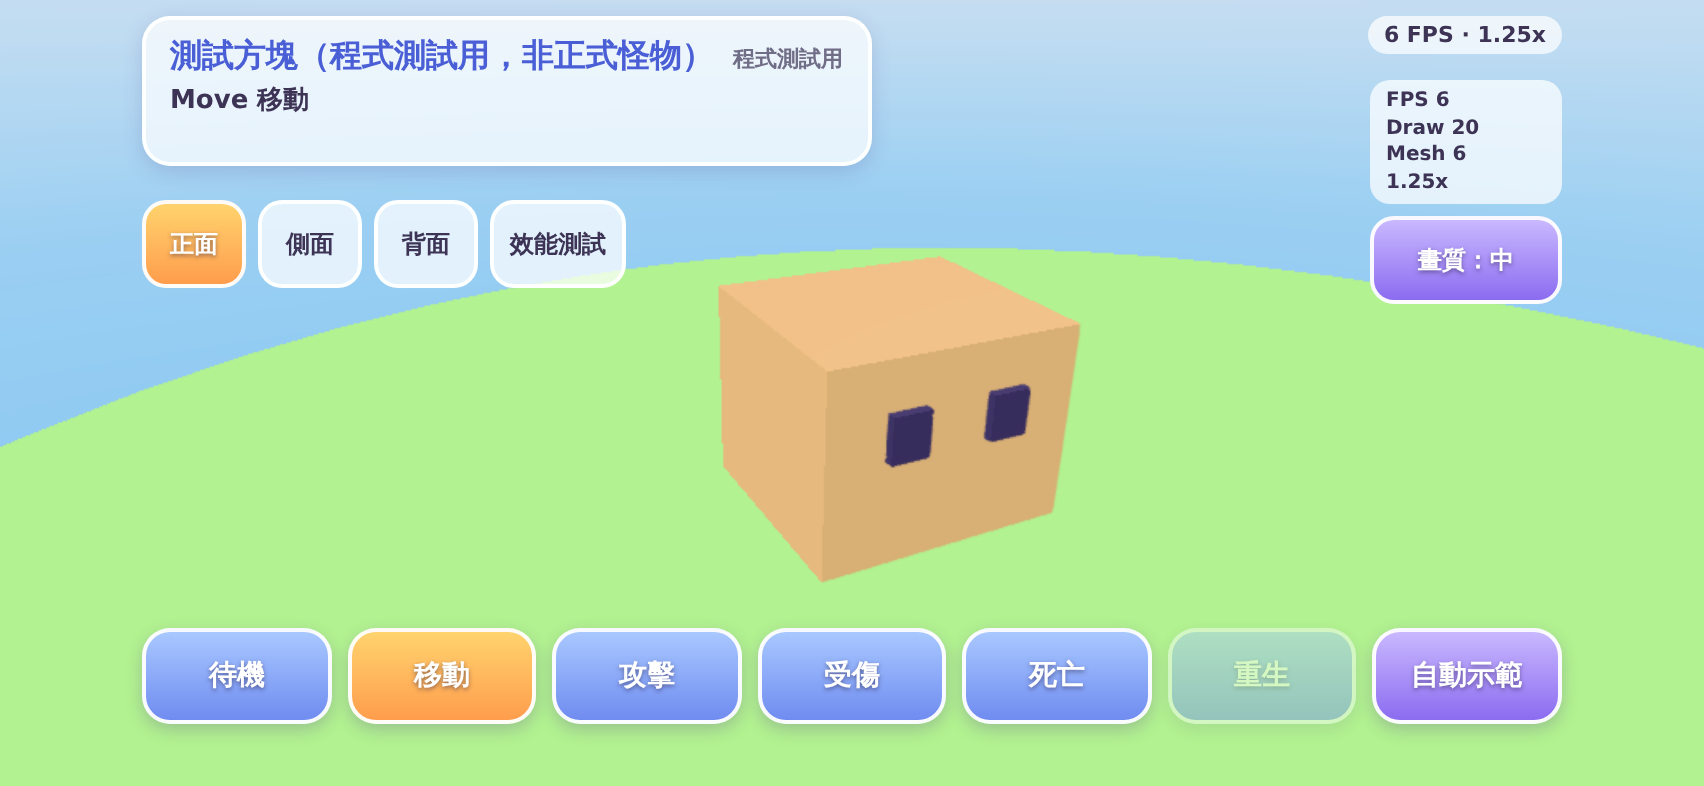 測試方塊（程式測試用，非正式怪物） 程式測試用
Move 移動
6 FPS · 1.25x
FPS 6
Draw 20
Mesh 6
1.25x
正面
側面
背面
效能測試
畫質：中
待機
移動
攻擊
受傷
死亡
重生
自動示範